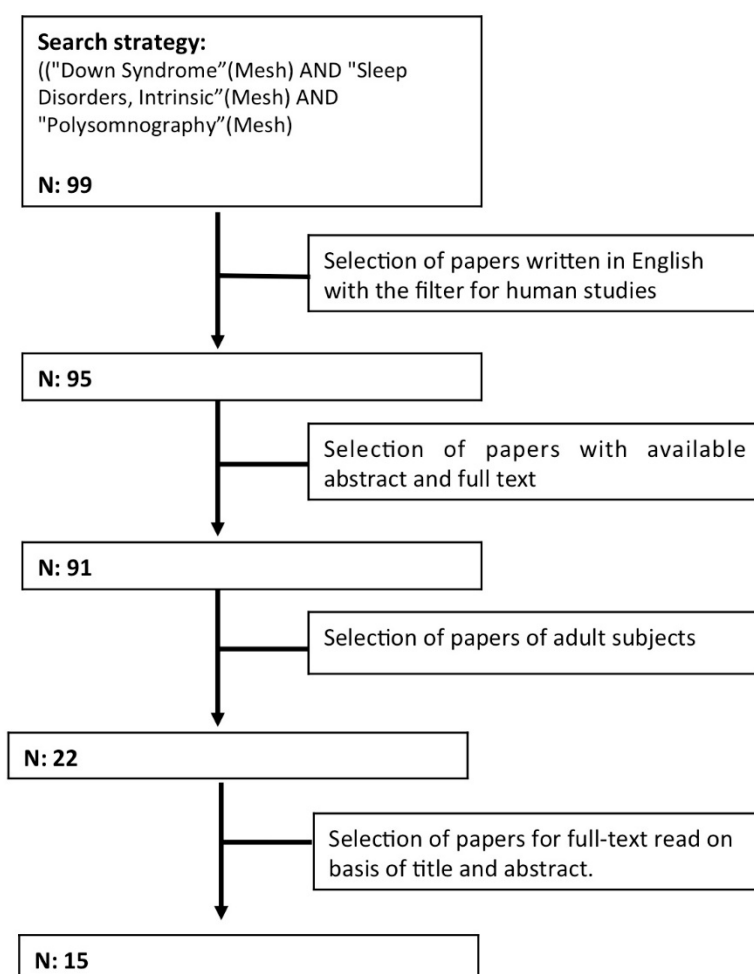 Search strategy:
(("Down Syndrome”(Mesh) AND "Sleep
Disorders, Intrinsic”(Mesh) AND
"Polysomnography”(Mesh)
N: 99
Selection of papers written in English
with the filter for human studies
N: 95
Selection of papers with available
abstract and full text
N: 91
Selection of papers of adult subjects
N: 22
Selection of papers for full-text read on
basis of title and abstract.
N: 15